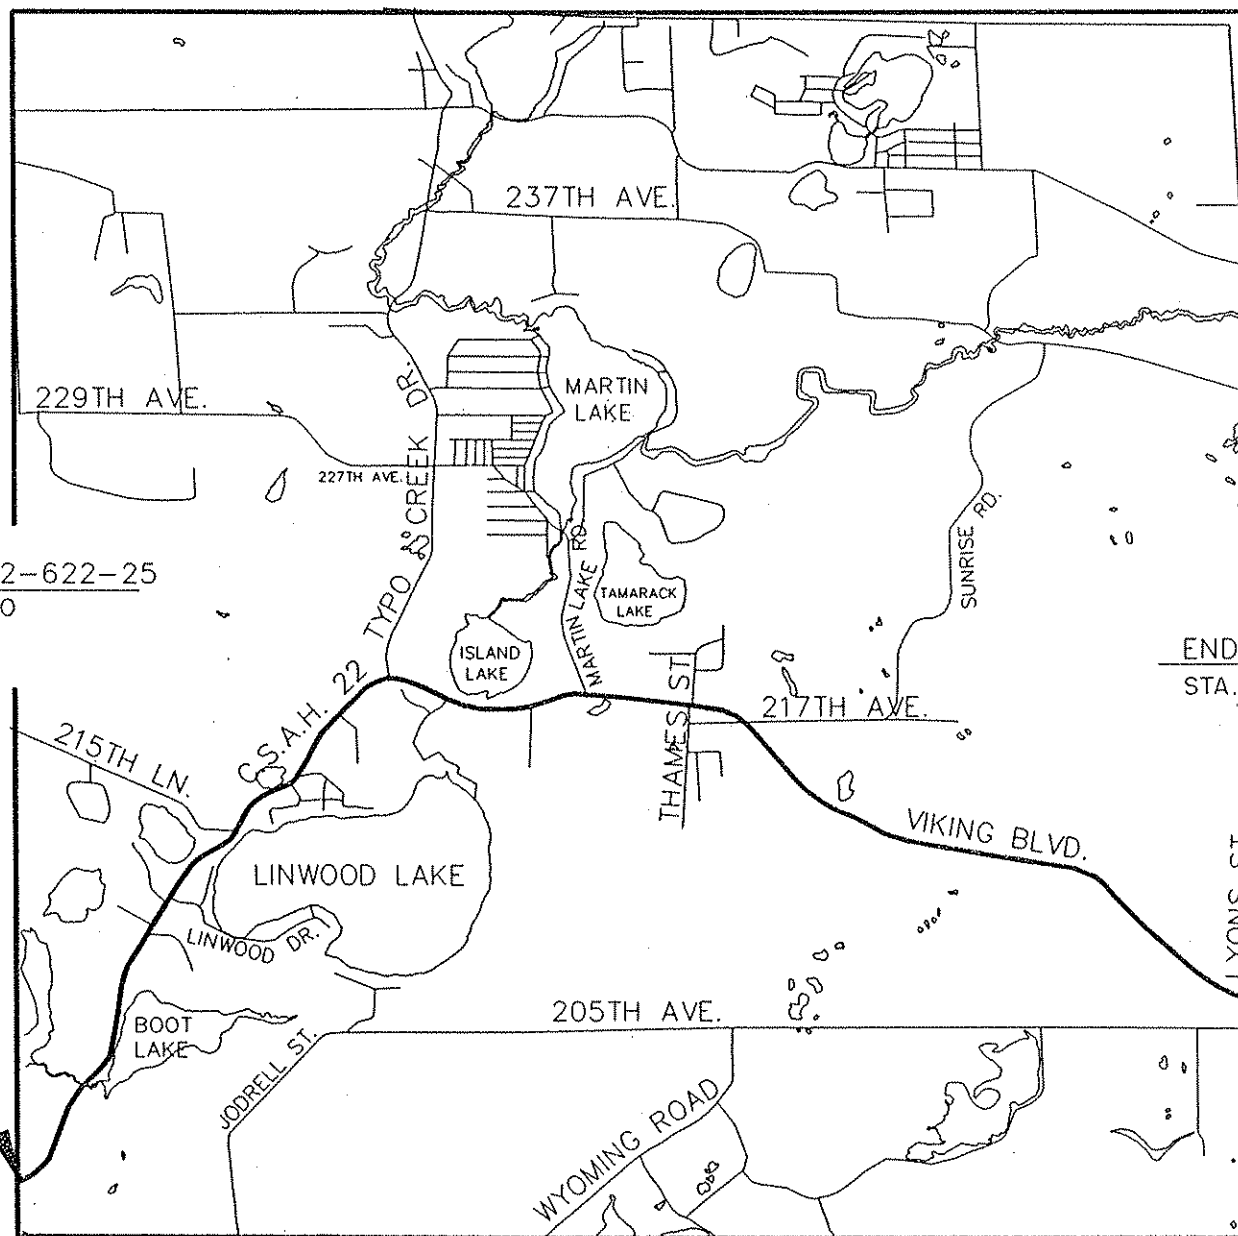 237TH AVE.
MARTIN
LAKE
229TH AVE.
227TH AVE.
TYPO CREEK DR.
2-622-25
0
SUNRISE RD.
TAMARACK
LAKE
MARTIN LAKE RD
ISLAND
LAKE
END
STA.
C.S.A.H. 22
217TH AVE.
THAMES ST
215TH LN.
VIKING BLVD.
LINWOOD LAKE
LYONS ST
LINWOOD DR.
205TH AVE.
BOOT
LAKE
JODRELL ST.
WYOMING ROAD